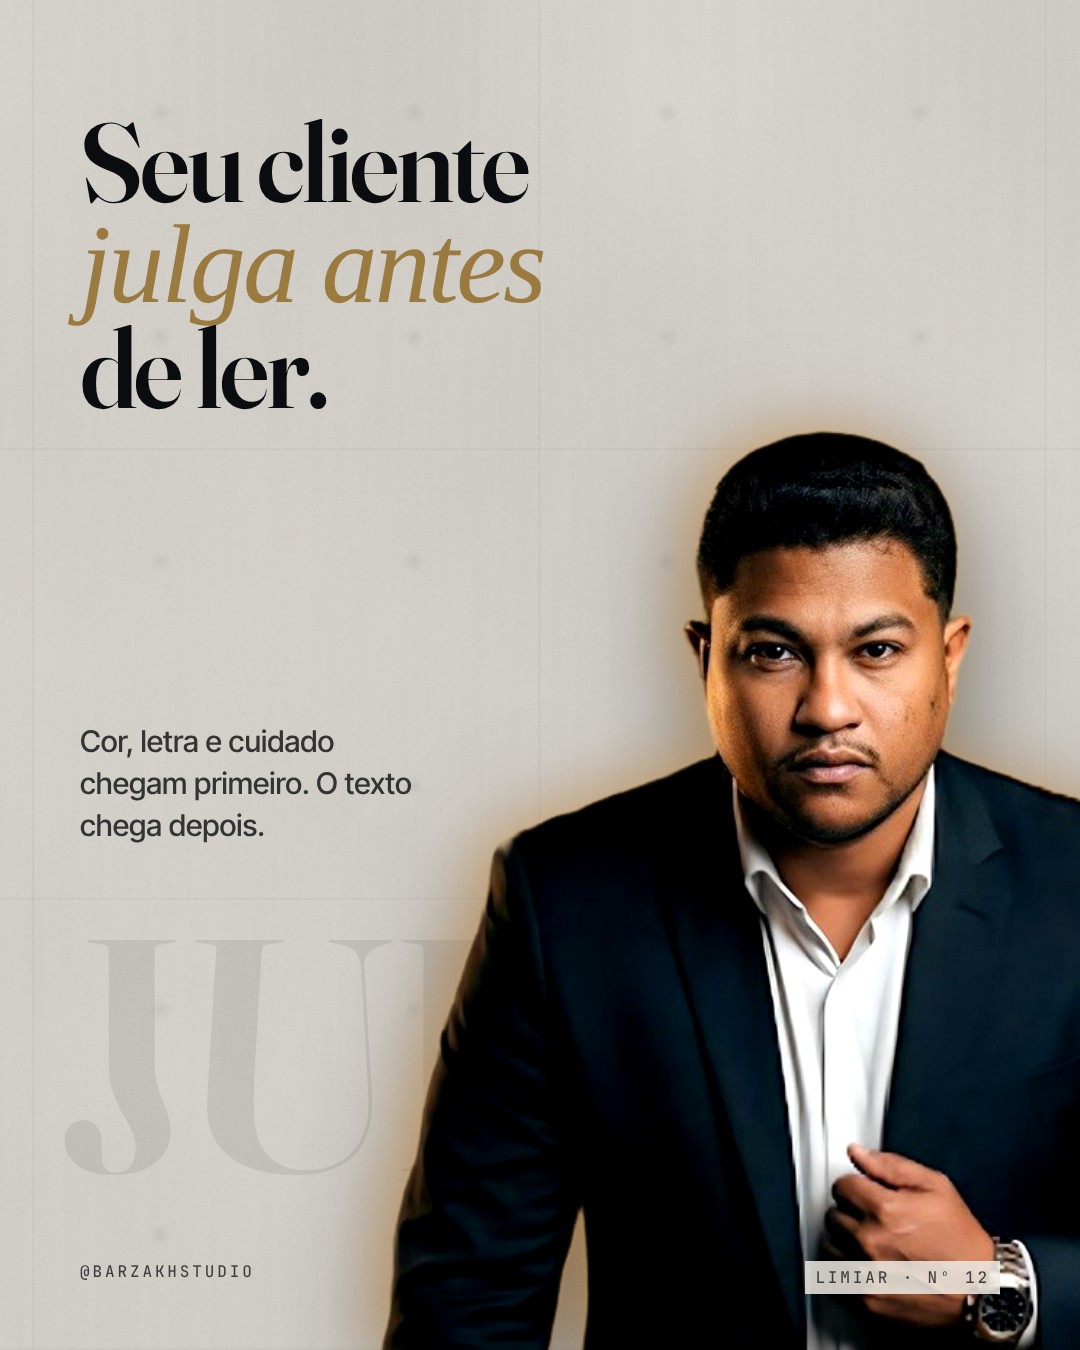 Seu cliente
julga antes
de ler.
Cor, letra e cuidado
chegam primeiro. O texto
chega depois.
JU
@BARZAKHSTUDIO
LIMIAR · Nº 12